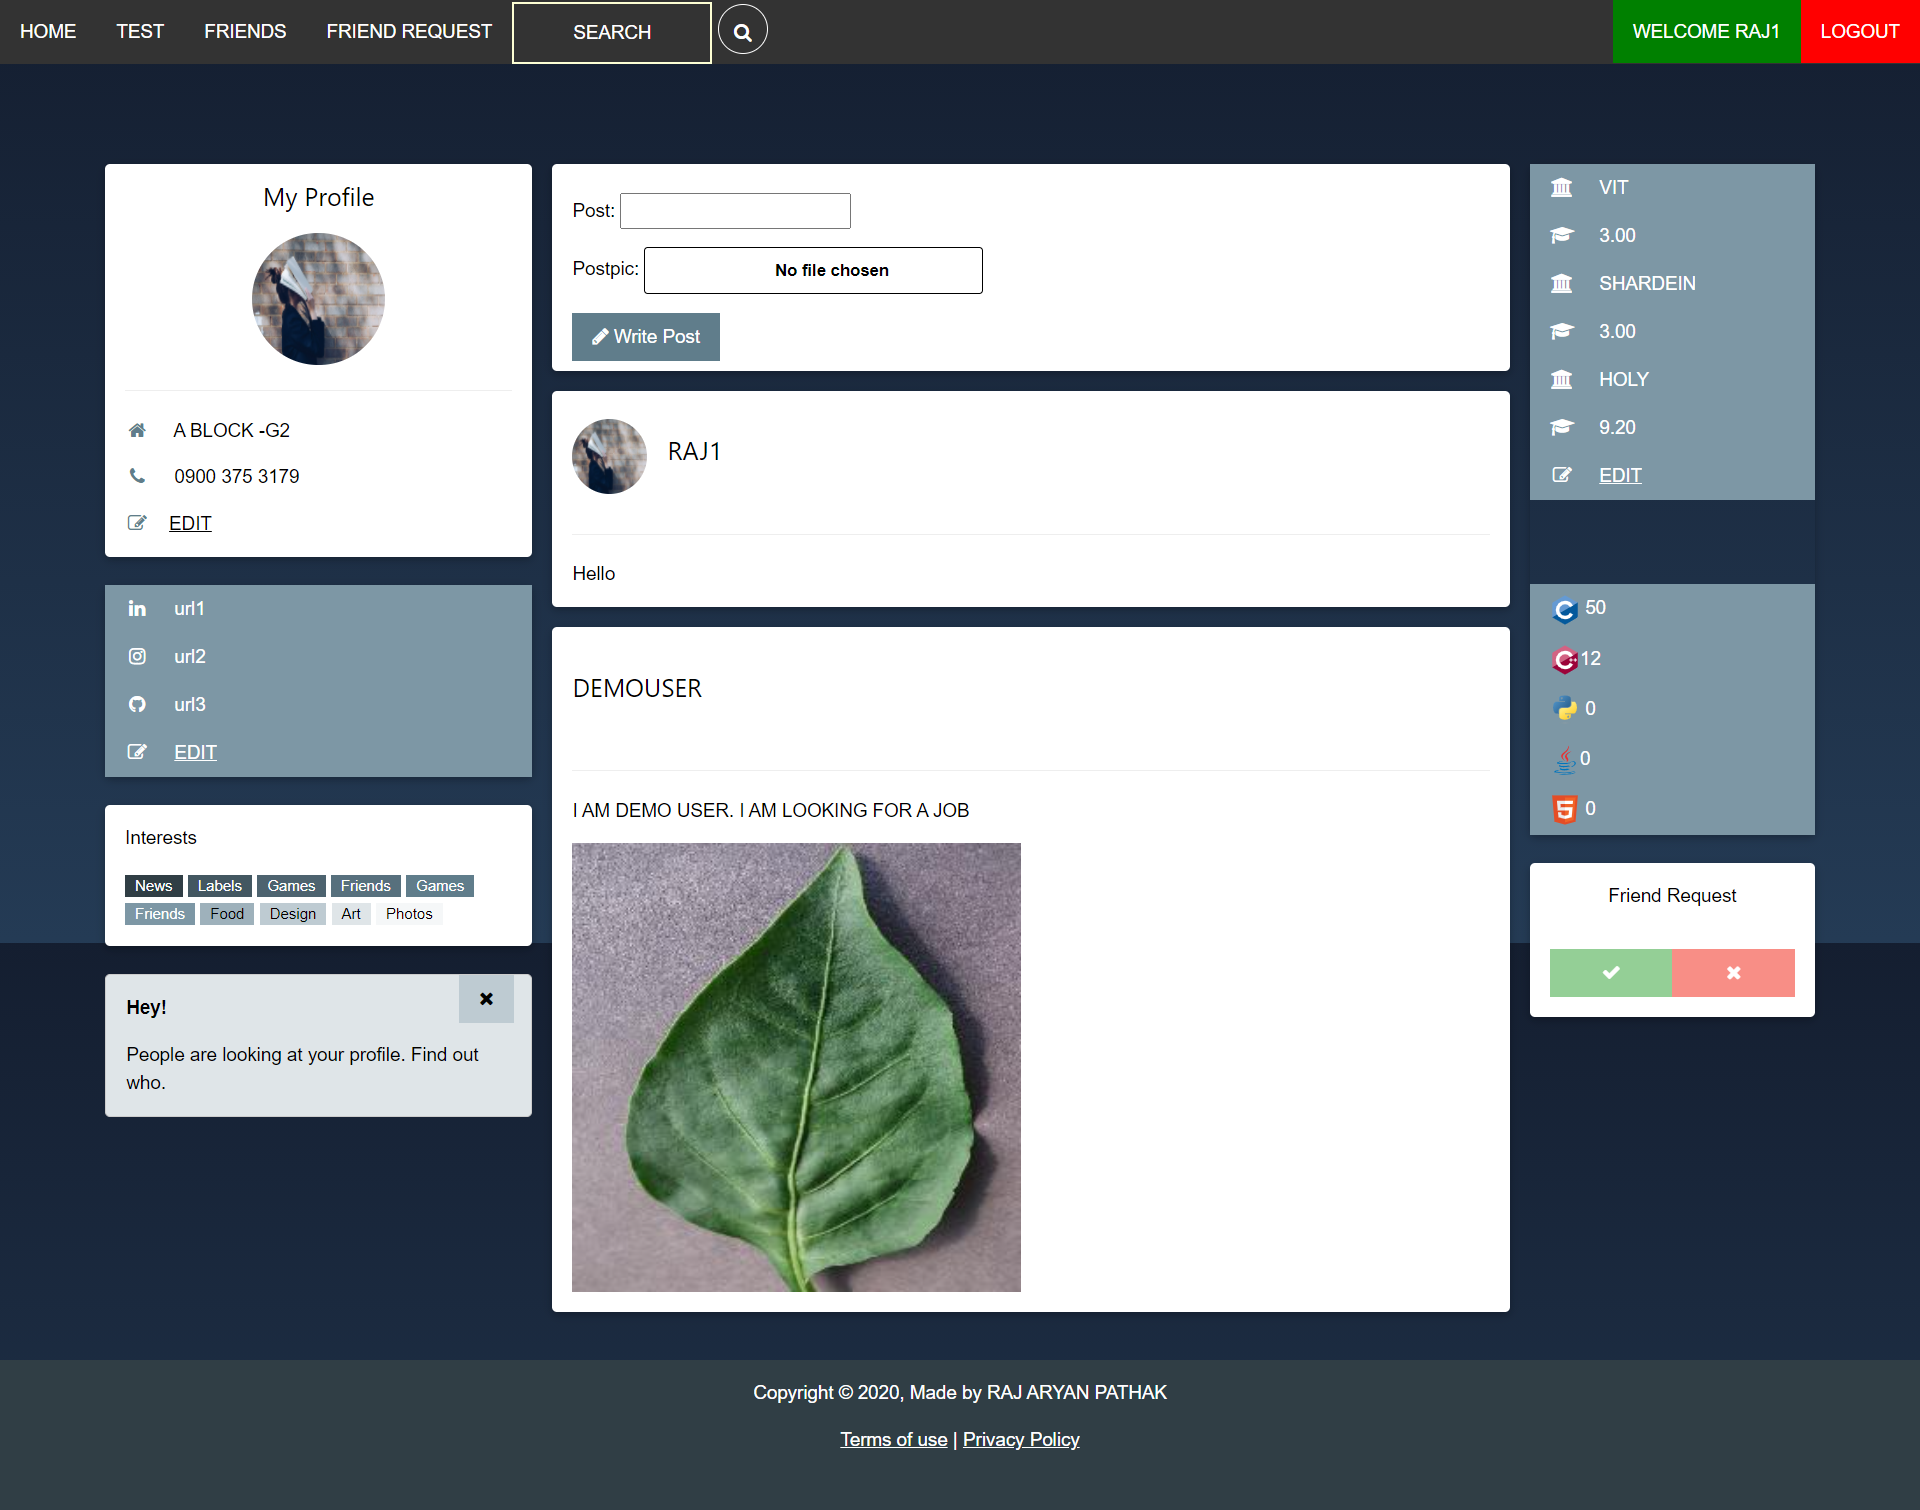 HOME TEST FRIENDS FRIEND REQUEST SEARCH WELCOME RAJ1 LOGOUT
My Profile
A BLOCK -G2
0900 375 3179
EDIT
url1
url2
url3
EDIT
Interests
News Labels Games Friends Games
Friends Food Design Art Photos
Hey!
People are looking at your profile. Find out
who.
Post:
Postpic: No file chosen
Write Post
RAJ1
Hello
DEMOUSER
I AM DEMO USER. I AM LOOKING FOR A JOB
VIT
3.00
SHARDEIN
3.00
HOLY
9.20
EDIT
50
12
0
0
0
Friend Request
Copyright © 2020, Made by RAJ ARYAN PATHAK
Terms of use | Privacy Policy